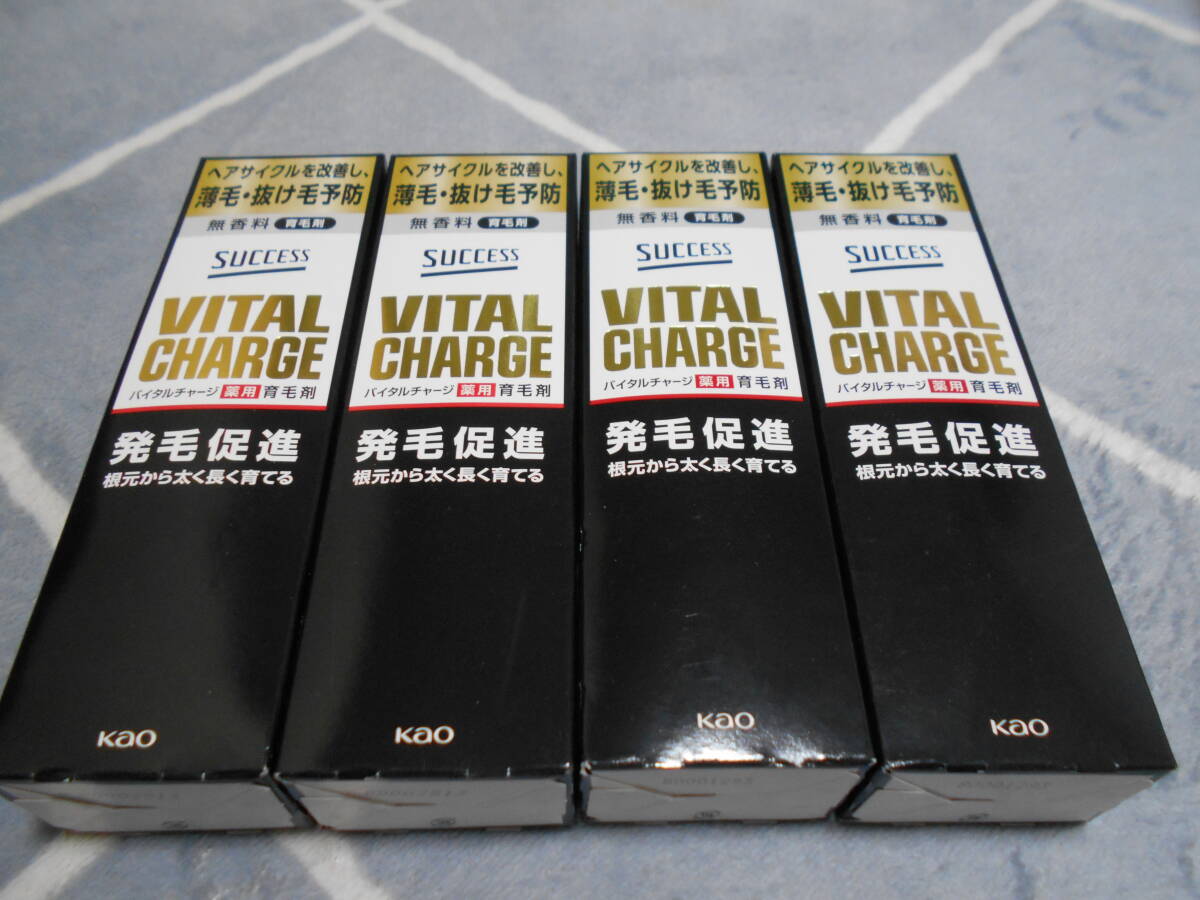 ヘアサイクルを改善し、
薄毛・抜け毛予防
無香料 育毛剤
SUCCESS
VITAL
CHARGE
バイタルチャージ 薬用 育毛剤
発毛促進
根元から太く長く育てる
Kao
ヘアサイクルを改善し、
薄毛・抜け毛予防
無香料 育毛剤
SUCCESS
VITAL
CHARGE
バイタルチャージ 薬用 育毛剤
発毛促進
根元から太く長く育てる
Kao
ヘアサイクルを改善し、
薄毛・抜け毛予防
無香料 育毛剤
SUCCESS
VITAL
CHARGE
バイタルチャージ 薬用 育毛剤
発毛促進
根元から太く長く育てる
Kao
ヘアサイクルを改善し、
薄毛・抜け毛予防
無香料 育毛剤
SUCCESS
VITAL
CHARGE
バイタルチャージ 薬用 育毛剤
発毛促進
根元から太く長く育てる
Kao